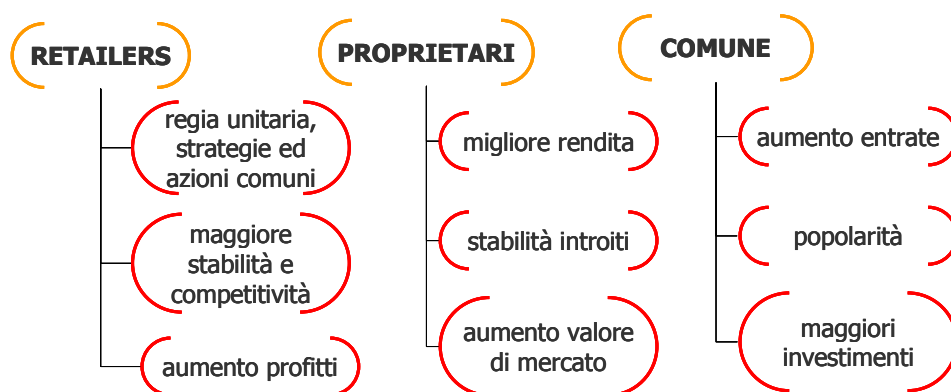 RETAILERS
regia unitaria,
strategie ed
azioni comuni
maggiore
stabilità e
competitività
aumento profitti
PROPRIETARI
migliore rendita
stabilità introiti
aumento valore
di mercato
COMUNE
aumento entrate
popolarità
maggiori
investimenti